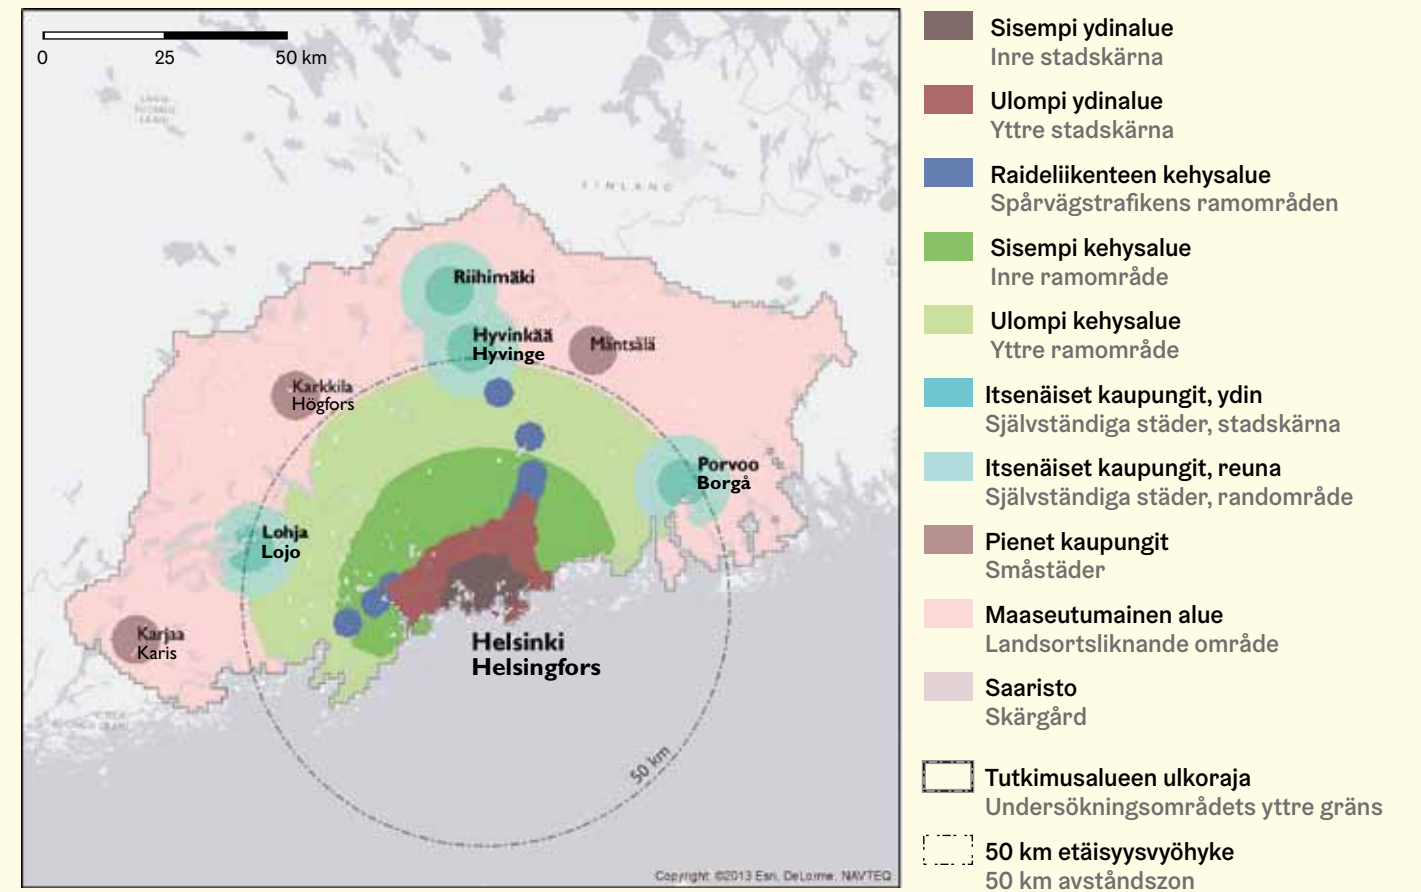 0 25 50 km
FINLAND
Riihimäki
Hyvinkää
Hyvinge
Mäntsälä
Karkkila
Högfors
Porvoo
Borgå
Lohja
Lojo
Karjaa
Karis
Helsinki
Helsingfors
50 km
Copyright: ©2013 Esri, DeLorme, NAVTEQ
Sisempi ydinalue
Inre stadskärna
Ulompi ydinalue
Yttre stadskärna
Raideliikenteen kehysalue
Spårvägstrafikens ramområden
Sisempi kehysalue
Inre ramområde
Ulompi kehysalue
Yttre ramområde
Itsenäiset kaupungit, ydin
Självständiga städer, stadskärna
Itsenäiset kaupungit, reuna
Självständiga städer, randområde
Pienet kaupungit
Småstäder
Maaseutumainen alue
Landsortsliknande område
Saaristo
Skärgård
Tutkimusalueen ulkoraja
Undersökningsområdets yttre gräns
50 km etäisyysvyöhyke
50 km avståndszon